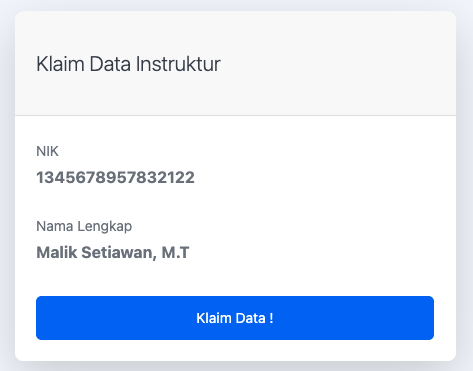 Klaim Data Instruktur
NIK
1345678957832122
Nama Lengkap
Malik Setiawan, M.T
Klaim Data !